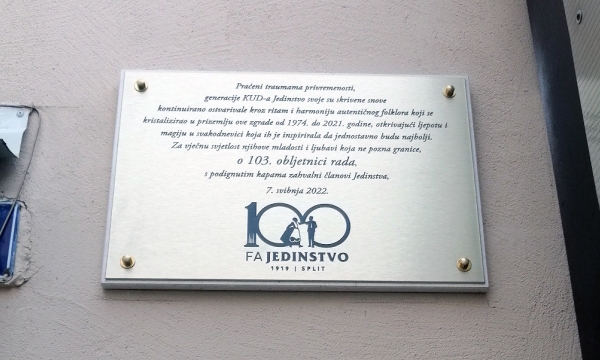 Praćeni traumama privremenosti,
generacije KUD-a Jedinstvo svoje su skrivene snove
kontinuirano ostvarivale kroz ritam i harmoniju autentičnog folklora koji se
kristalizirao u prizemlju ove zgrade od 1974. do 2021. godine, otkrivajući ljepotu i
magiju u svakodnevici koja ih je inspirirala da jednostavno budu najbolji.
Za vječnu svjetlost njihove mladosti i ljubavi koja ne pozna granice,
o 103. obljetnici rada,
s podignutim kapama zahvalni članovi Jedinstva,
7. svibnja 2022.
100
FA JEDINSTVO
1919 | SPLIT